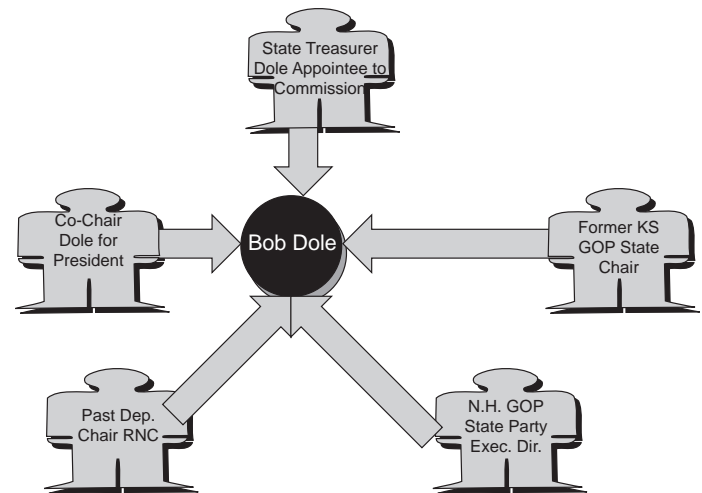 State Treasurer
Dole Appointee to
Commission
Co-Chair
Dole for
President
Bob Dole
Former KS
GOP State
Chair
Past Dep.
Chair RNC
N.H. GOP
State Party
Exec. Dir.